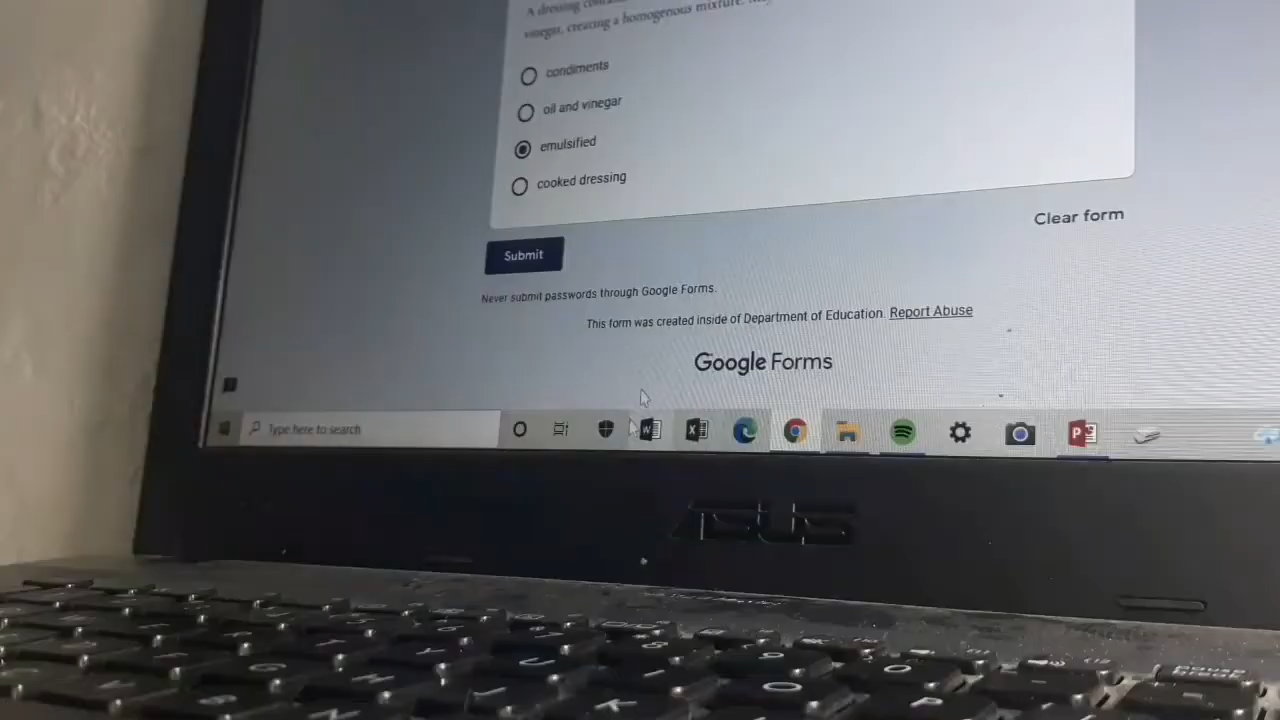 A dressing
vinegar, creating a homogenous mixture.
condiments
oil and vinegar
emulsified
cooked dressing
Clear form
Submit
Never submit passwords through Google Forms.
This form was created inside of Department of Education. Report Abuse
Google Forms
Type here to search
ASUS